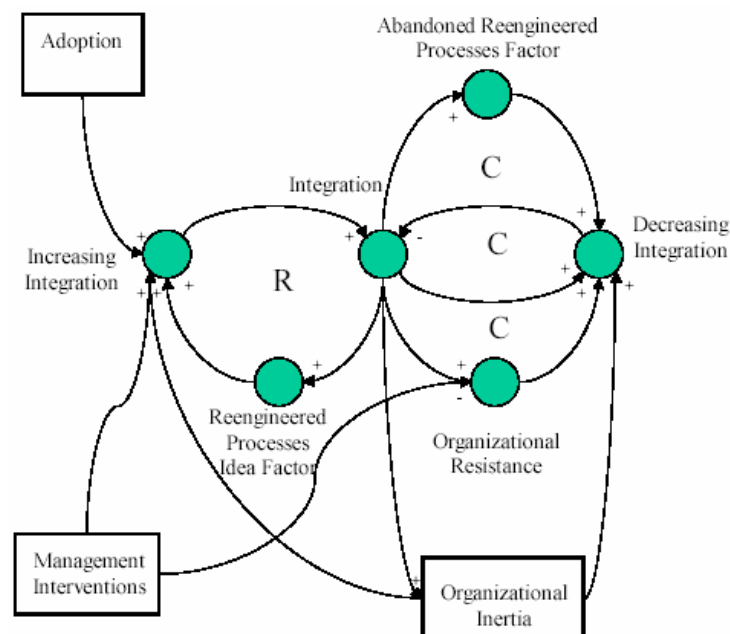 Adoption
Abandoned Reengineered
Processes Factor
+
C
Integration
+
+
+
-
C
Decreasing
Integration
Increasing
Integration
+
+
+
+
R
+
+
+
C
+
+
-
Reengineered
Processes
Idea Factor
Organizational
Resistance
Management
Interventions
+
Organizational
Inertia